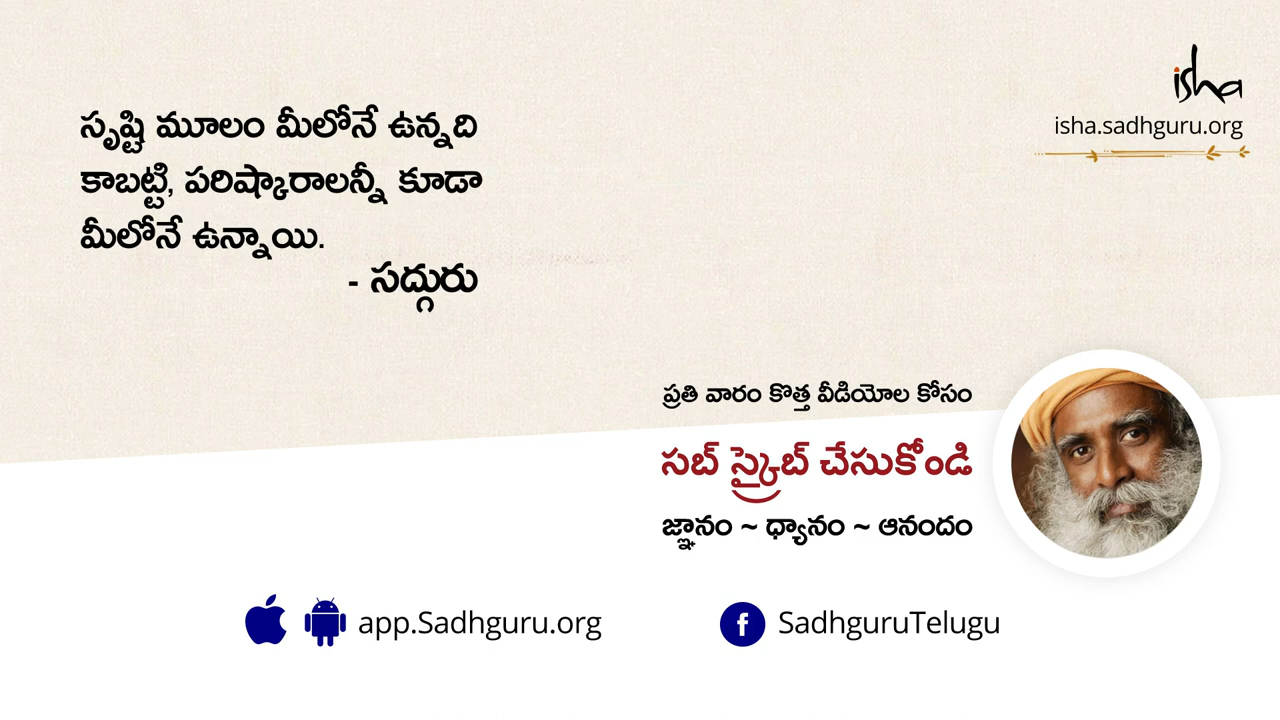 సృష్టి మూలం మీలోనే ఉన్నది
కాబట్టి, పరిష్కారాలన్నీ కూడా
మీలోనే ఉన్నాయి.
- సద్గురు
isha
isha.sadhguru.org
ప్రతి వారం కొత్త వీడియోల కోసం
సబ్ స్క్రైబ్ చేసుకోండి
జ్ఞానం ~ ధ్యానం ~ ఆనందం
app.Sadhguru.org
SadhguruTelugu